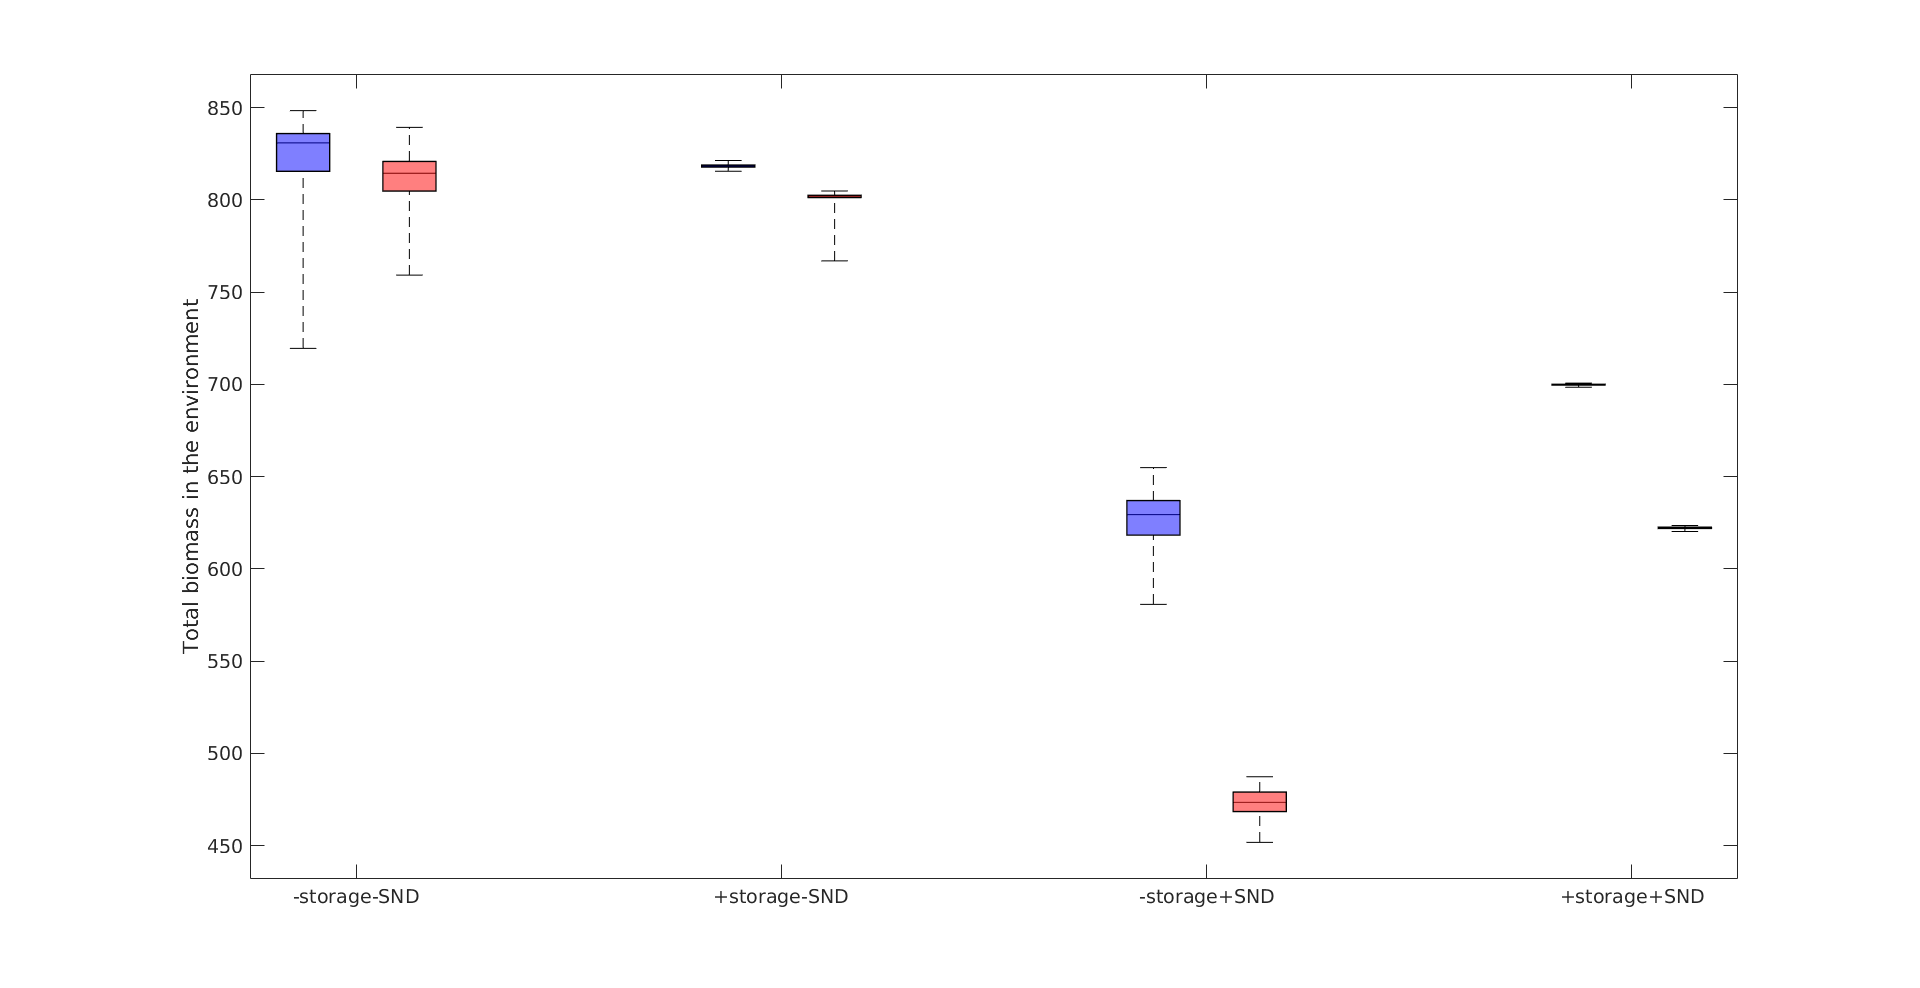 Total biomass in the environment
850
800
750
700
650
600
550
500
450
-storage-SND
+storage-SND
-storage+SND
+storage+SND